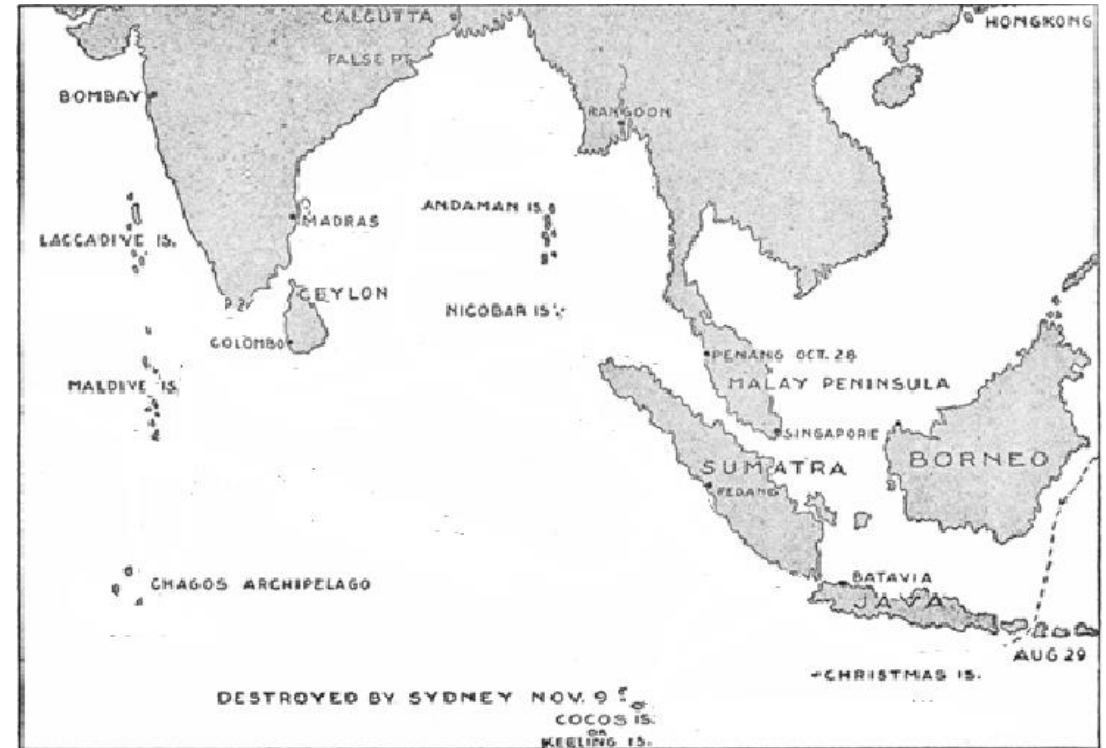 CALCUTTA
HONGKONG
FALSE PT.
BOMBAY
RANGOON
ANDAMAN IS.
MADRAS
LACCADIVE IS.
CEYLON
NICOBAR IS.
COLOMBO
PENANG OCT. 28
MALAY PENINSULA
MALDIVE IS.
SINGAPORE
SUMATRA
BORNEO
PEDANG
BATAVIA
CHAGOS ARCHIPELAGO
JAVA
AUG 29
CHRISTMAS IS.
DESTROYED BY SYDNEY NOV. 9
COCOS IS.
OR
KEELING IS.